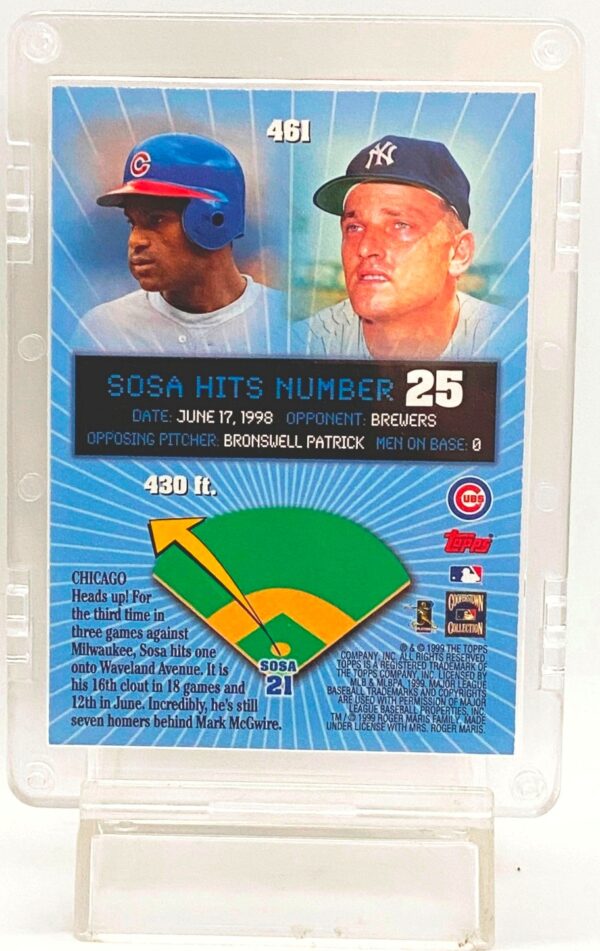 461
C
NY
SOSA HITS NUMBER 25
DATE: JUNE 17, 1998 OPPONENT: BREWERS
OPPOSING PITCHER: BRONSWELL PATRICK MEN ON BASE: 0
430 ft.
CUBS
Topps
CHICAGO
Heads up! For
the third time in
three games against
Milwaukee, Sosa hits one
onto Waveland Avenue. It is
his 16th clout in 18 games and
12th in June. Incredibly, he's still
seven homers behind Mark McGwire.
SOSA
21
COOPERSTOWN
COLLECTION
® & © 1999 THE TOPPS
COMPANY, INC. ALL RIGHTS RESERVED.
TOPPS IS A REGISTERED TRADEMARK OF
THE TOPPS COMPANY, INC. LICENSED BY
MLB & MLBPA, 1999. MAJOR LEAGUE
BASEBALL TRADEMARKS AND COPYRIGHTS
ARE USED WITH PERMISSION OF MAJOR
LEAGUE BASEBALL PROPERTIES, INC.
TM / © 1999 ROGER MARIS FAMILY. MADE
UNDER LICENSE WITH MRS. ROGER MARIS.